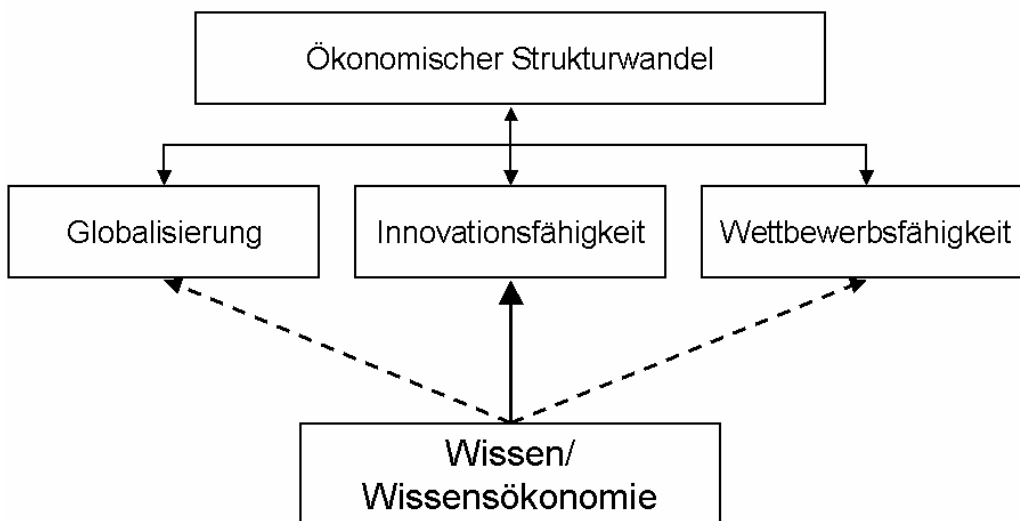 Ökonomischer Strukturwandel
Globalisierung
Innovationsfähigkeit
Wettbewerbsfähigkeit
Wissen/
Wissensökonomie